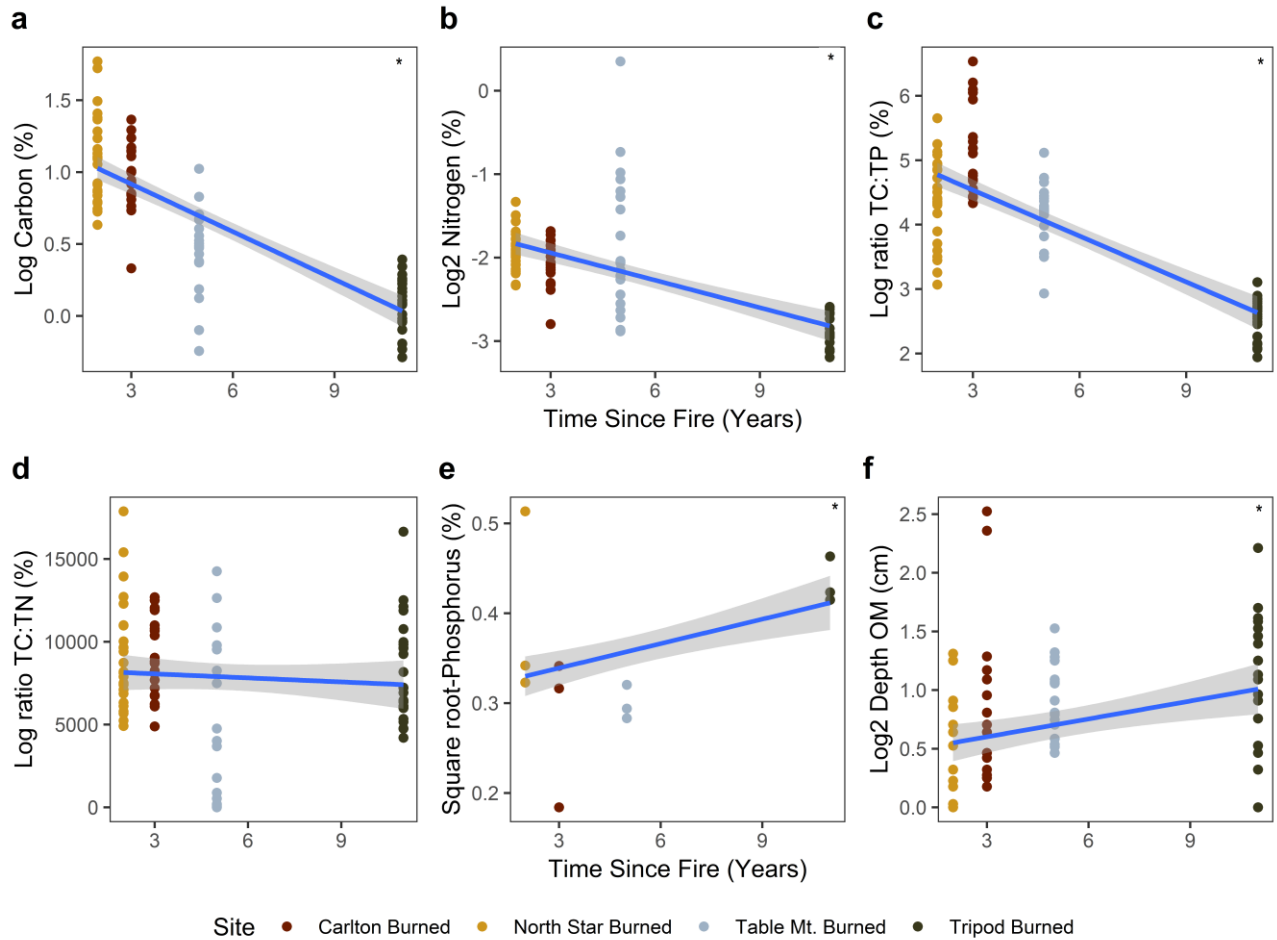 a b c
Log Carbon (%)
1.5
1.0
0.5
0.0
3 6 9
*
Log2 Nitrogen (%)
0
-1
-2
-3
3 6 9
*
Time Since Fire (Years)
Log ratio TC:TP (%)
6
5
4
3
2
3 6 9
*
d e f
Log ratio TC:TN (%)
15000
10000
5000
0
3 6 9
Square root-Phosphorus (%)
0.5
0.4
0.3
0.2
3 6 9
*
Time Since Fire (Years)
Log2 Depth OM (cm)
2.5
2.0
1.5
1.0
0.5
0.0
3 6 9
*
Site Carlton Burned North Star Burned Table Mt. Burned Tripod Burned